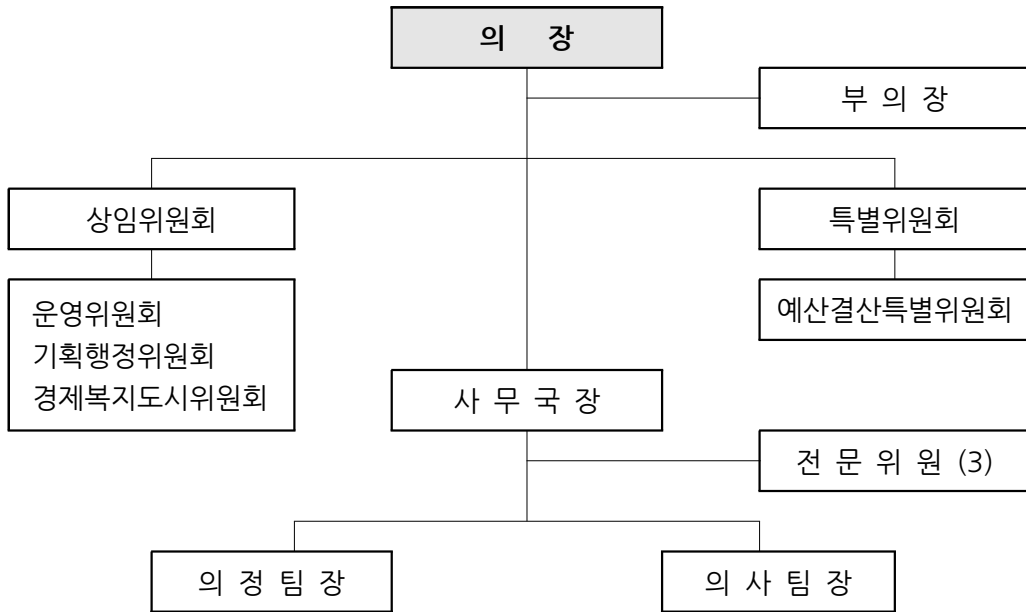 의 장
부 의 장
상임위원회
특별위원회
운영위원회
기획행정위원회
경제복지도시위원회
예산결산특별위원회
사 무 국 장
전 문 위 원 (3)
의 정 팀 장
의 사 팀 장